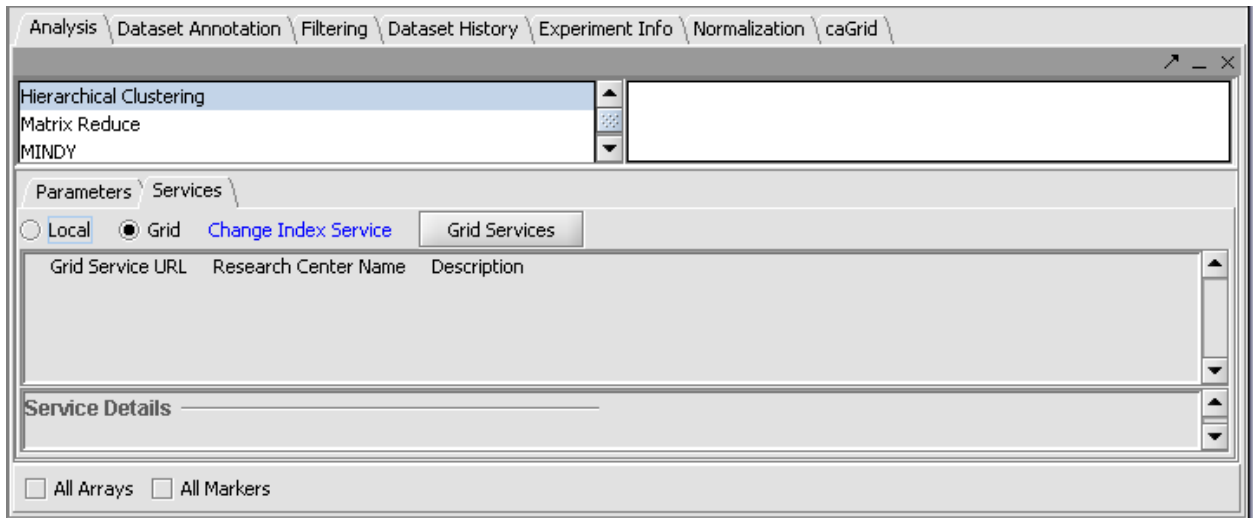 Analysis Dataset Annotation Filtering Dataset History Experiment Info Normalization caGrid
Hierarchical Clustering
Matrix Reduce
MINDY
Parameters Services
Local Grid Change Index Service Grid Services
Grid Service URL Research Center Name Description
Service Details
All Arrays All Markers